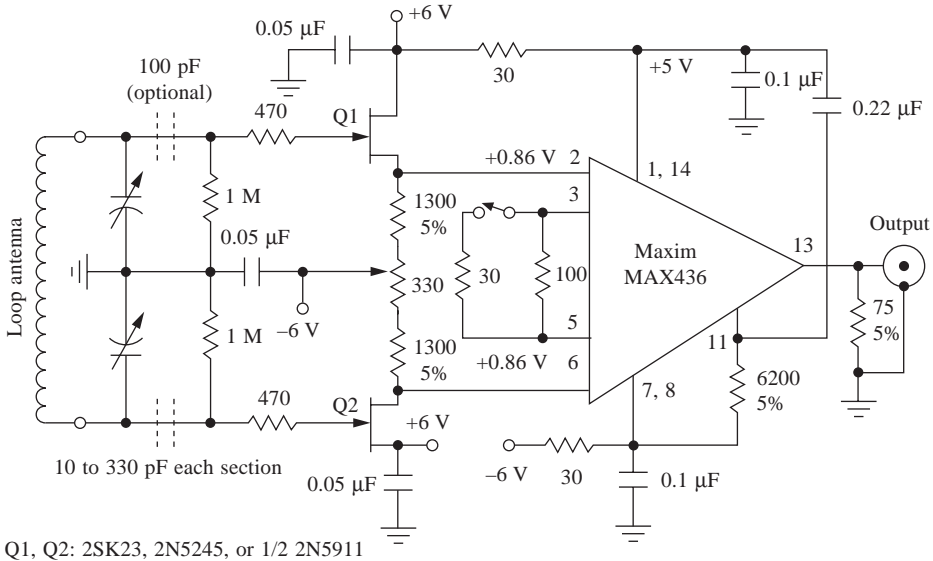 0.05 µF
+6 V
100 pF
(optional)
30
+5 V
0.1 µF
0.22 µF
470
Q1
+0.86 V
2
1, 14
3
1 M
1300
5%
Output
0.05 µF
13
Maxim
MAX436
Loop antenna
30
100
330
–6 V
75
5%
5
1 M
1300
5%
+0.86 V
6
11
7, 8
6200
5%
470
Q2
+6 V
10 to 330 pF each section
–6 V
30
0.05 µF
0.1 µF
Q1, Q2: 2SK23, 2N5245, or 1/2 2N5911